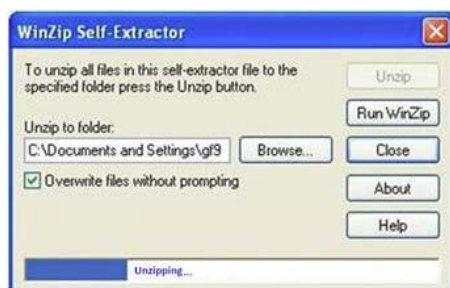 WinZip Self-Extractor
To unzip all files in this self-extractor file to the
specified folder press the Unzip button.
Unzip to folder:
C:\Documents and Settings\gf9
Browse...
Overwrite files without prompting
Unzip
Run WinZip
Close
About
Help
Unzipping...